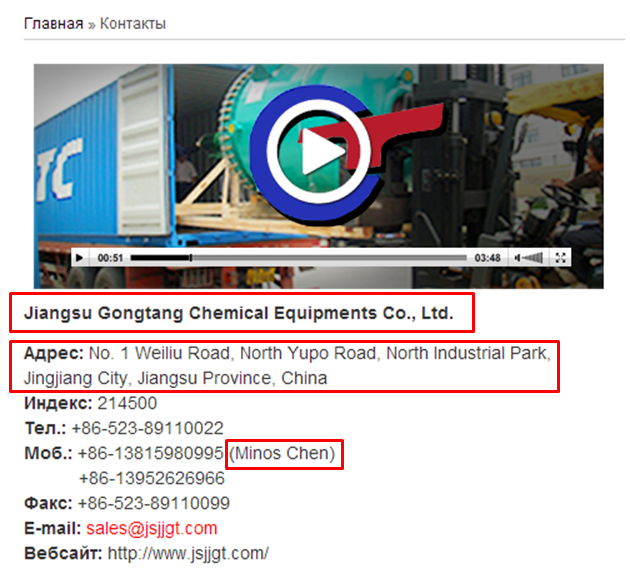 Главная » Контакты
TC
00:51 03:48
Jiangsu Gongtang Chemical Equipments Co., Ltd.
Адрес: No. 1 Weiliu Road, North Yupo Road, North Industrial Park,
Jingjiang City, Jiangsu Province, China
Индекс: 214500
Тел.: +86-523-89110022
Моб.: +86-13815980995 (Minos Chen)
+86-13952626966
Факс: +86-523-89110099
E-mail: sales@jsjjgt.com
Вебсайт: http://www.jsjjgt.com/